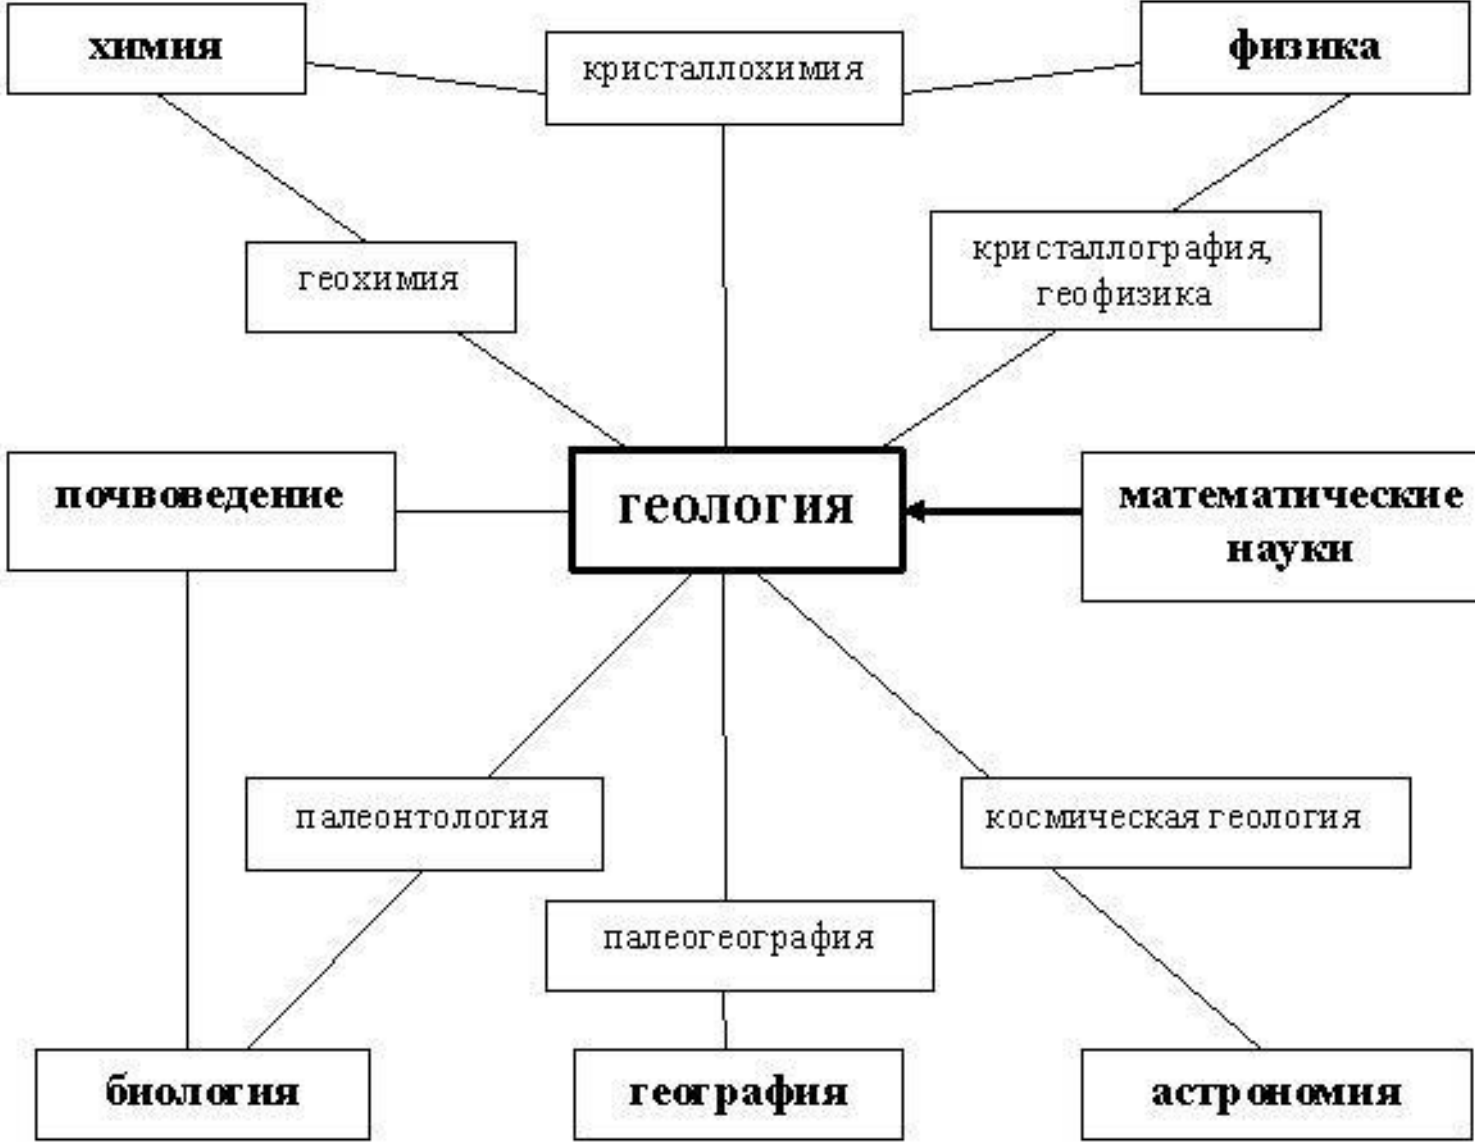 химия
кристаллохимия
физика
геохимия
кристаллография,
геофизика
почвоведение
геология
математические
науки
палеонтология
космическая геология
палеогеография
биология
география
астрономия